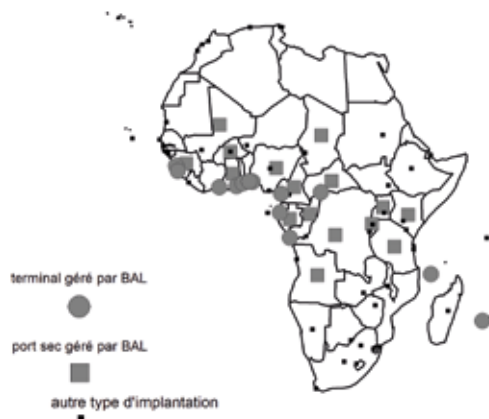 terminal géré par BAL
port sec géré par BAL
autre type d'implantation